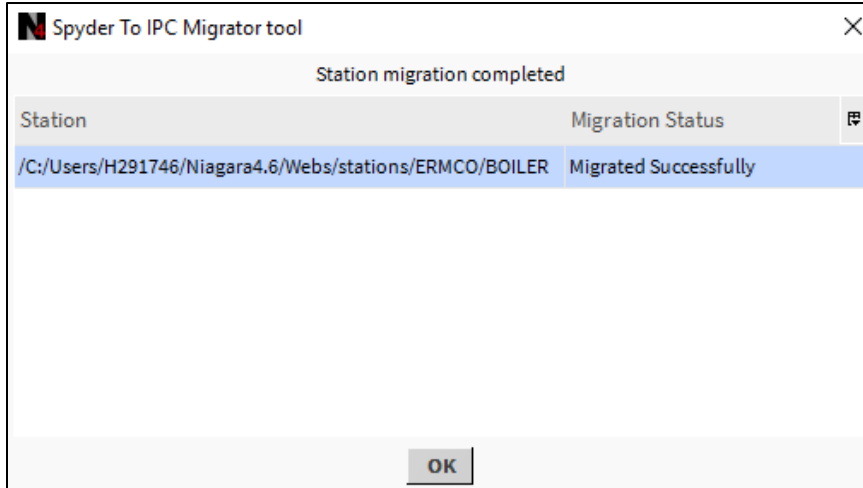 Spyder To IPC Migrator tool
Station migration completed
Station Migration Status
/C:/Users/H291746/Niagara4.6/Webs/stations/ERMCO/BOILER Migrated Successfully
OK